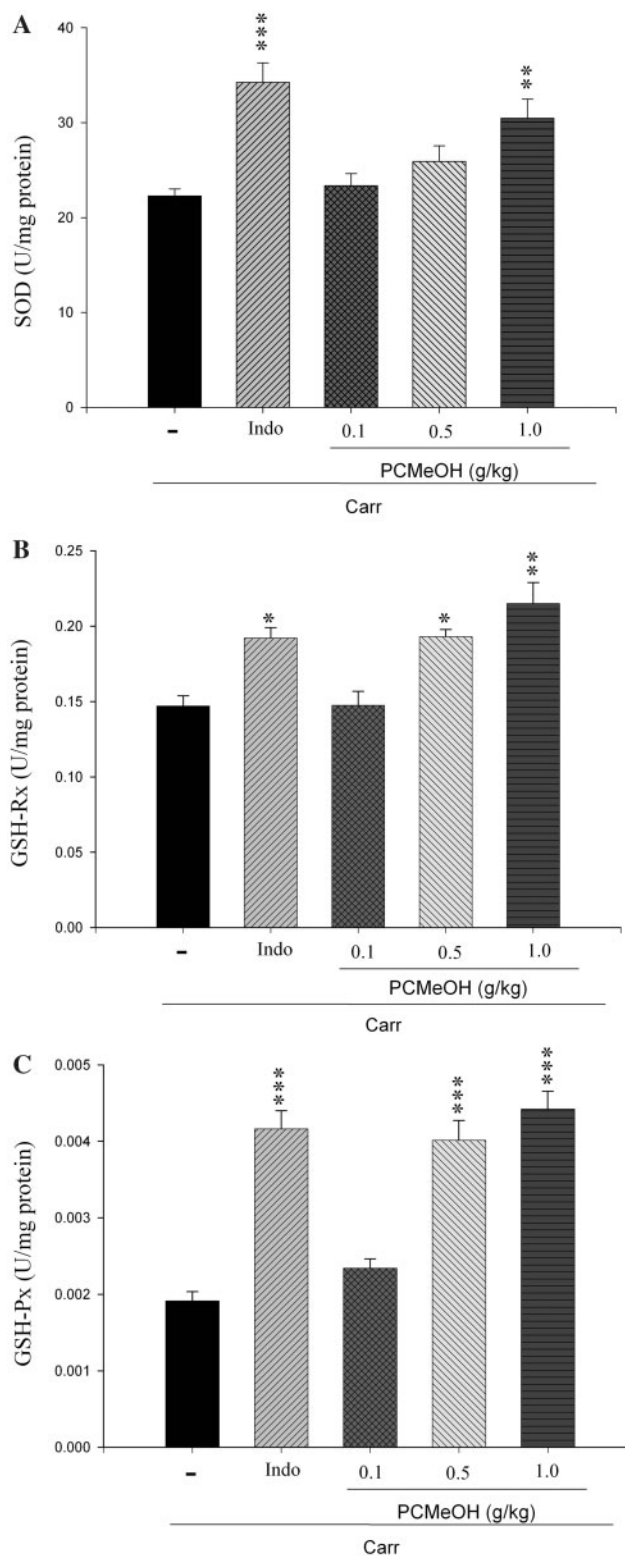 A
SOD (U/mg protein)
40
30
20
10
0
***
**
- Indo 0.1 0.5 1.0
PCMeOH (g/kg)
Carr
B
GSH-Rx (U/mg protein)
0.25
0.20
0.15
0.10
0.05
0.00
*
*
**
- Indo 0.1 0.5 1.0
PCMeOH (g/kg)
Carr
C
GSH-Px (U/mg protein)
0.005
0.004
0.003
0.002
0.001
0.000
***
***
***
- Indo 0.1 0.5 1.0
PCMeOH (g/kg)
Carr